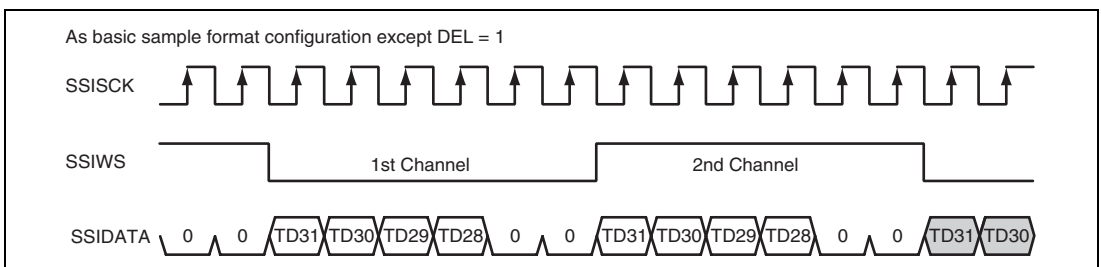 As basic sample format configuration except DEL = 1
SSISCK
SSIWS 1st Channel 2nd Channel
SSIDATA 0 0 TD31 TD30 TD29 TD28 0 0 TD31 TD30 TD29 TD28 0 0 TD31 TD30